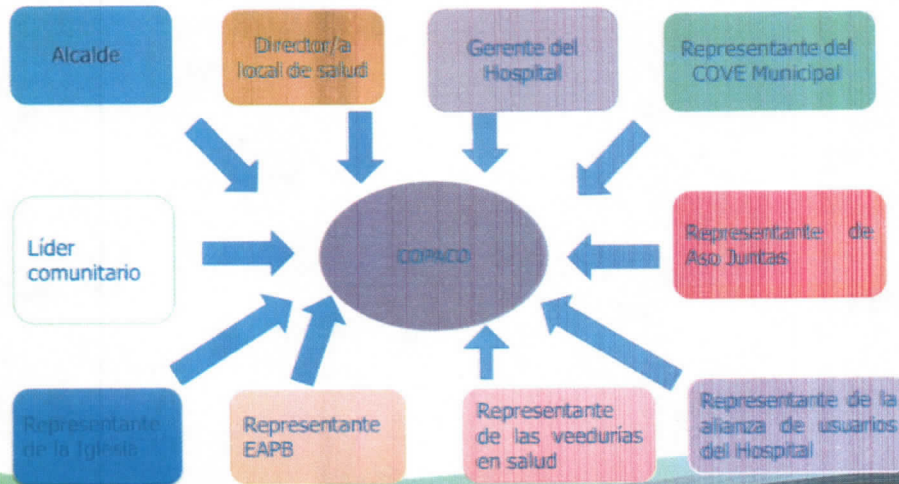 Alcalde
Director/a
local de salud
Gerente del
Hospital
Representante del
COVE Municipal
Líder
comunitario
COPACO
Representante de
Aso Juntas
Representante
de la Iglesia
Representante
EAPB
Representante
de las veedurías
en salud
Representante de la
alianza de usuarios
del Hospital